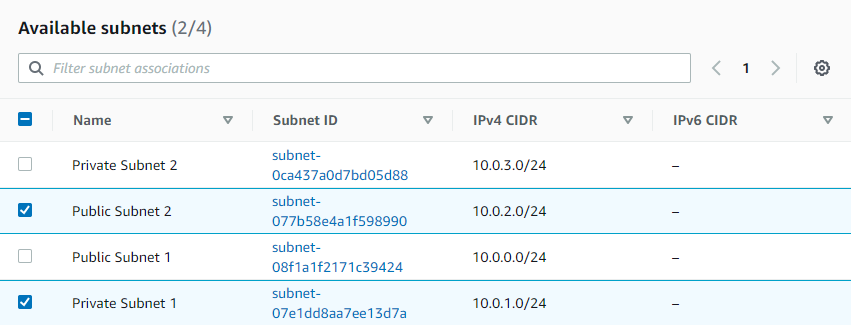 Available subnets (2/4)
Filter subnet associations
1
Name Subnet ID IPv4 CIDR IPv6 CIDR
Private Subnet 2 subnet-0ca437a0d7bd05d88 10.0.3.0/24 –
Public Subnet 2 subnet-077b58e4a1f598990 10.0.2.0/24 –
Public Subnet 1 subnet-08f1a1f2171c39424 10.0.0.0/24 –
Private Subnet 1 subnet-07e1dd8aa7ee13d7a 10.0.1.0/24 –